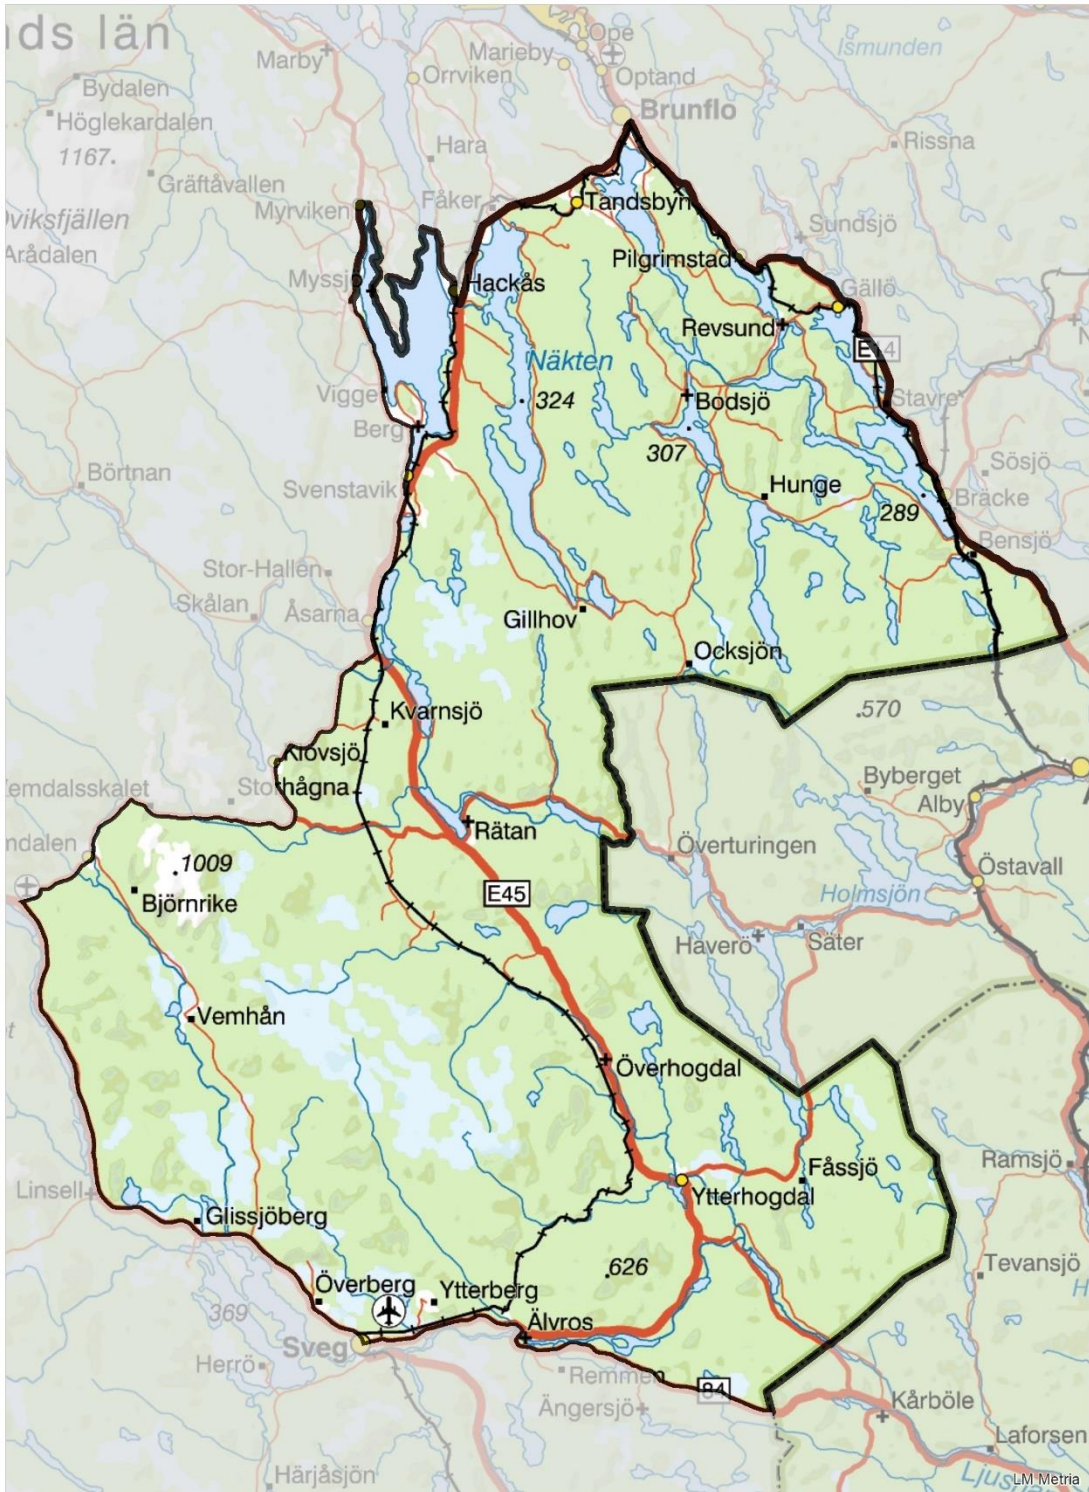 nds län
Marby
Orrviken
Marieby
Ope
Optand
Ismunden
Bydalen
Höglekardalen
Brunflo
1167
Hara
Rissna
Gräftåvallen
Oviksfjällen
Myrviken
Fåker
Tandsbyn
Sundsjö
Arådalen
Myssjö
Hackås
Pilgrimstad
Gällö
Revsund
E14
Näkten
324
Vigge
Bodsjö
Stavre
Berg
307
Börtnan
Svenstavik
Hunge
Sösjö
289
Bräcke
Bensjö
Stor-Hallen
Skålan
Åsarna
Gillhov
Ocksjön
Kvarnsjö
570
Klövsjö
Storhågna
Byberget
Alby
Rätan
Överturingen
1009
Östavall
Björnrike
E45
Holmsjön
Haverö
Säter
Vemhån
Överhogdal
Fåssjö
Ramsjö
Linsell
Ytterhogdal
Glissjöberg
Tevansjö
626
Överberg
Ytterberg
369
Älvros
Sveg
Herrö
Remmen
84
Ängersjö
Kårböle
Laforsen
Härjåsjön
LM Metria